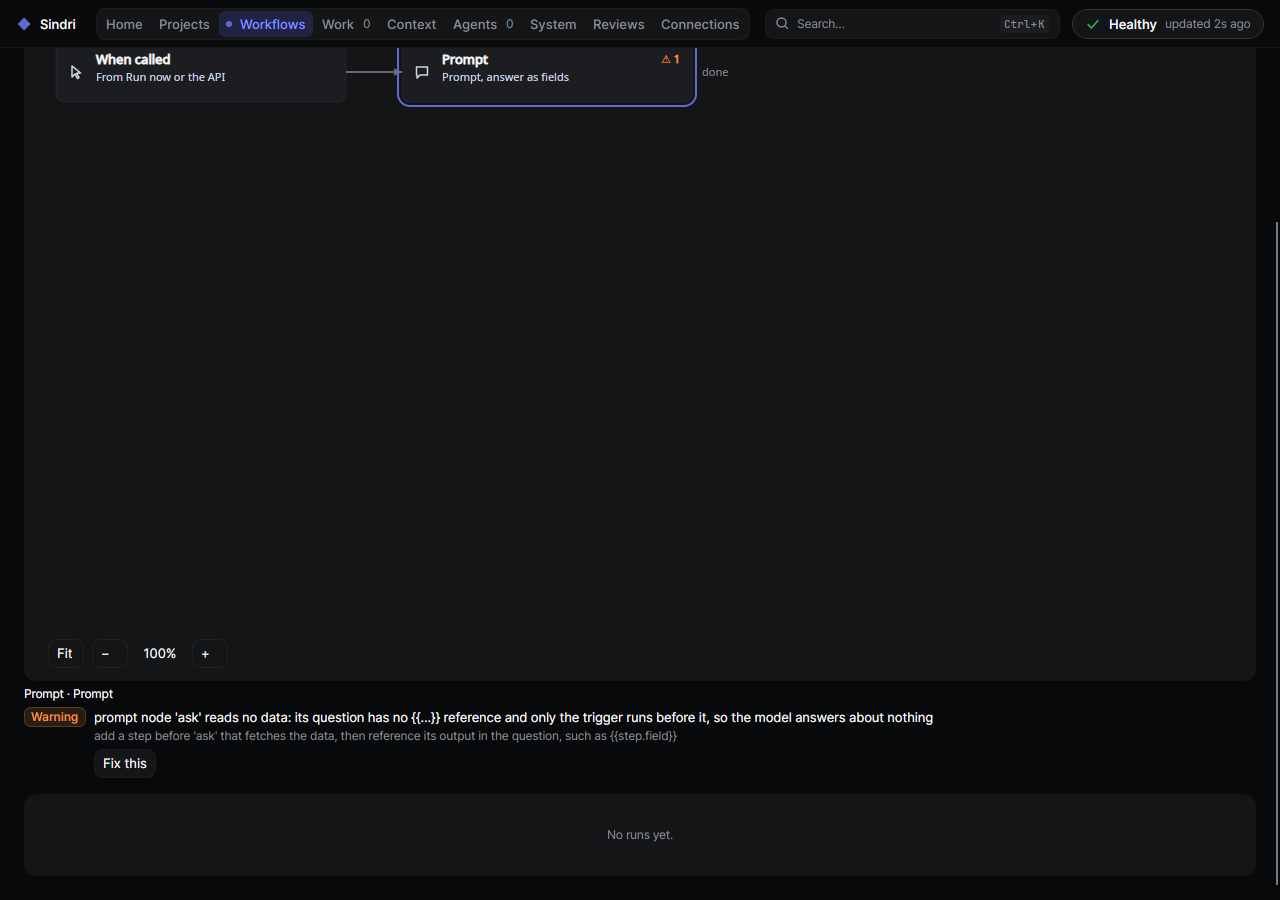 Sindri
Home Projects Workflows Work 0 Context Agents 0 System Reviews Connections
Search... Ctrl+K
Healthy updated 2s ago
When called
From Run now or the API
Prompt ⚠ 1
Prompt, answer as fields
done
Fit − 100% +
Prompt · Prompt
Warning prompt node 'ask' reads no data: its question has no {{...}} reference and only the trigger runs before it, so the model answers about nothing
add a step before 'ask' that fetches the data, then reference its output in the question, such as {{step.field}}
Fix this
No runs yet.